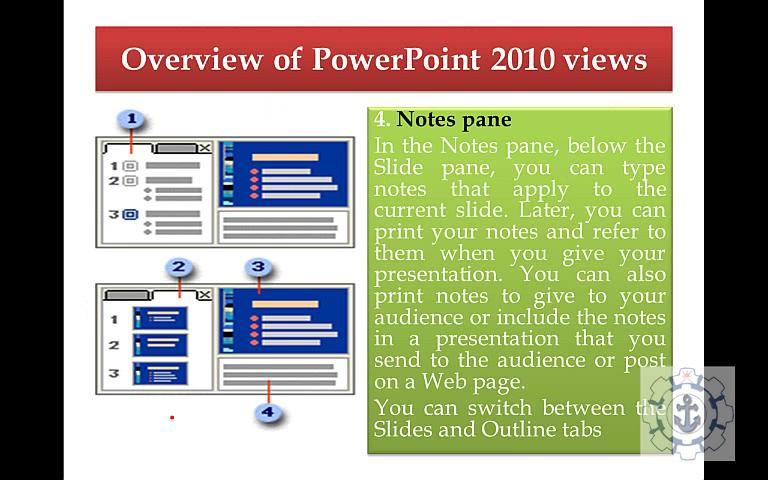 Overview of PowerPoint 2010 views
1
1
2
3
2
3
1
2
3
4
4. Notes pane
In the Notes pane, below the
Slide pane, you can type
notes that apply to the
current slide. Later, you can
print your notes and refer to
them when you give your
presentation. You can also
print notes to give to your
audience or include the notes
in a presentation that you
send to the audience or post
on a Web page.
You can switch between the
Slides and Outline tabs